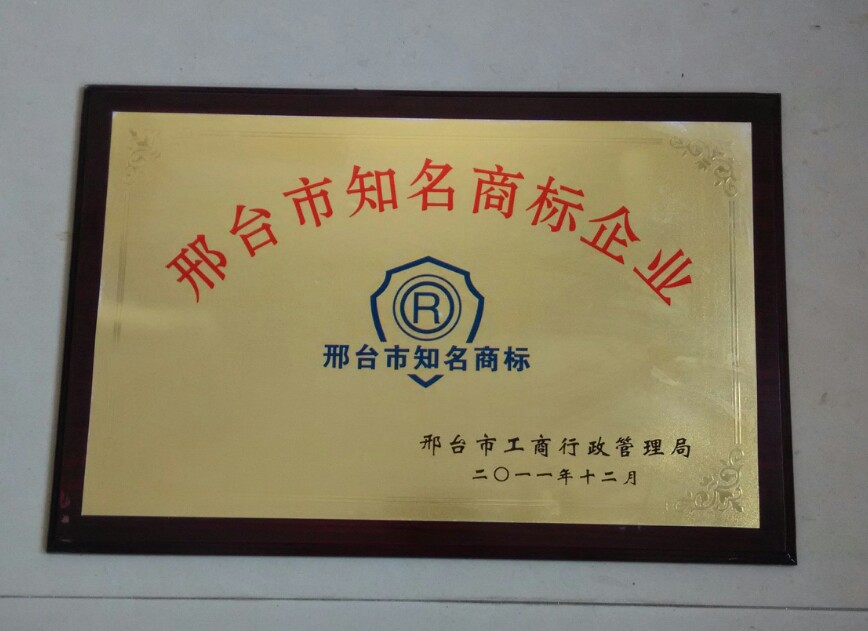 邢台市知名商标企业
R
邢台市知名商标
邢台市工商行政管理局
二〇一一年十二月